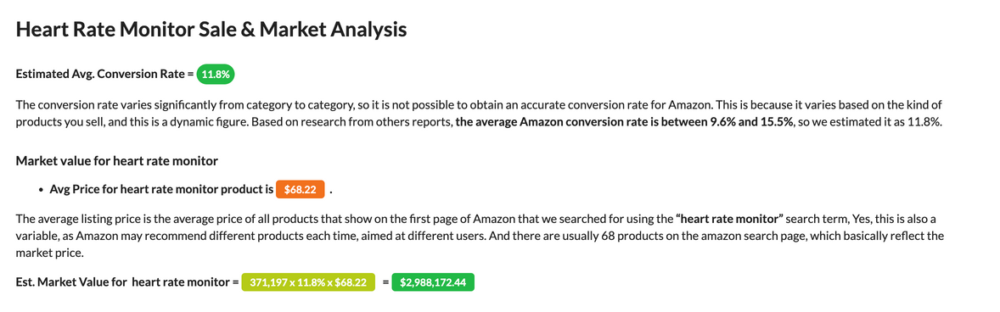 Heart Rate Monitor Sale & Market Analysis
Estimated Avg. Conversion Rate = 11.8%
The conversion rate varies significantly from category to category, so it is not possible to obtain an accurate conversion rate for Amazon. This is because it varies based on the kind of
products you sell, and this is a dynamic figure. Based on research from others reports, the average Amazon conversion rate is between 9.6% and 15.5%, so we estimated it as 11.8%.
Market value for heart rate monitor
• Avg Price for heart rate monitor product is $68.22 .
The average listing price is the average price of all products that show on the first page of Amazon that we searched for using the “heart rate monitor” search term, Yes, this is also a
variable, as Amazon may recommend different products each time, aimed at different users. And there are usually 68 products on the amazon search page, which basically reflect the
market price.
Est. Market Value for heart rate monitor = 371,197 x 11.8% x $68.22 = $2,988,172.44